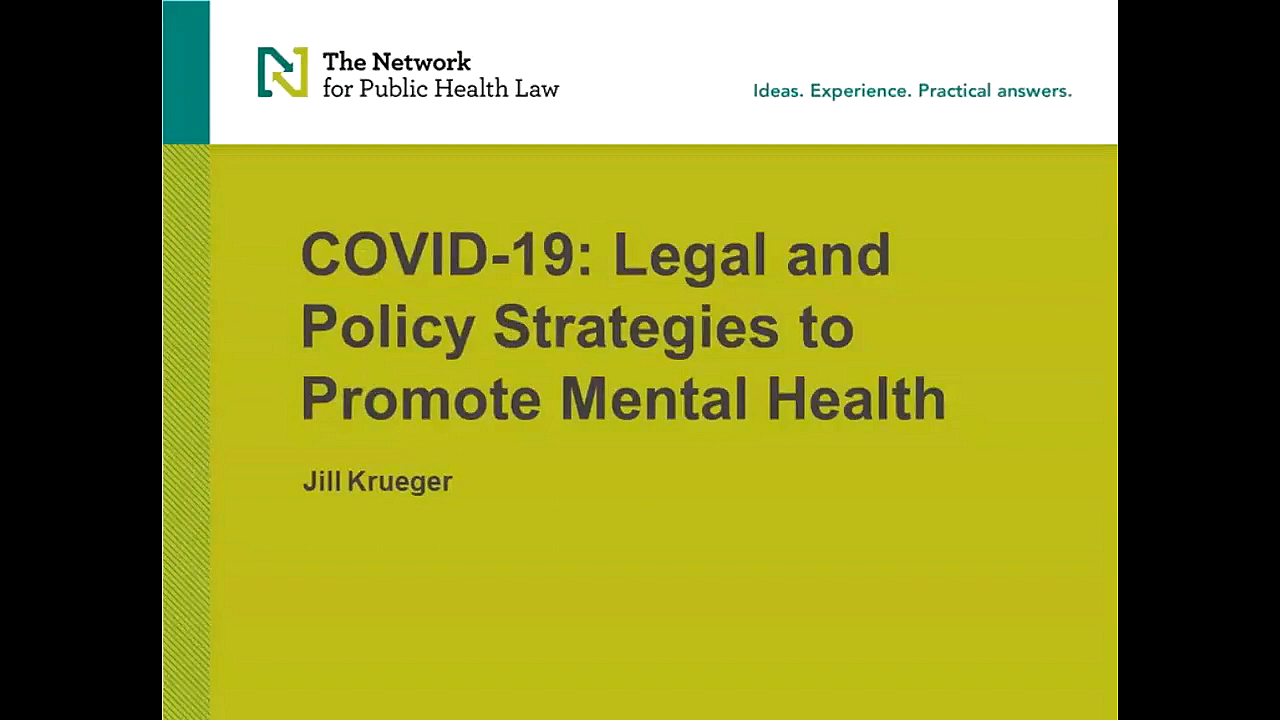 The Network
for Public Health Law
Ideas. Experience. Practical answers.
COVID-19: Legal and
Policy Strategies to
Promote Mental Health
Jill Krueger